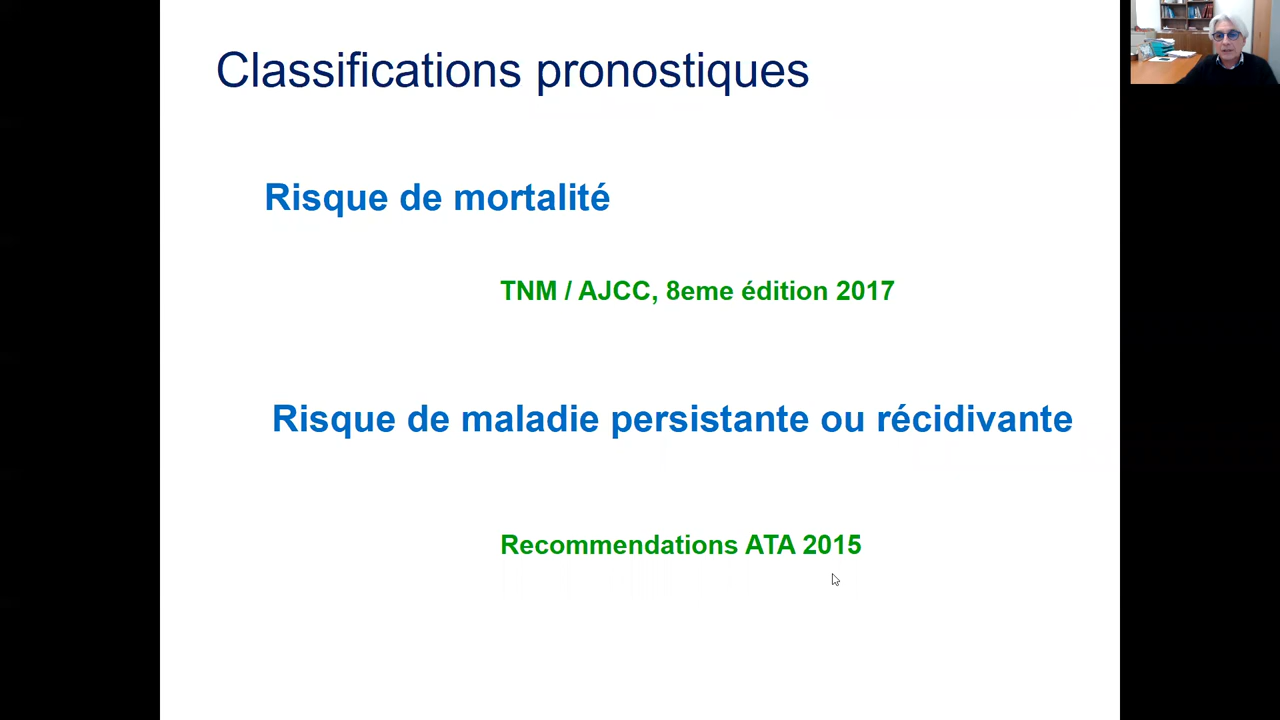 Classifications pronostiques
Risque de mortalité
TNM / AJCC, 8eme édition 2017
Risque de maladie persistante ou récidivante
Recommendations ATA 2015